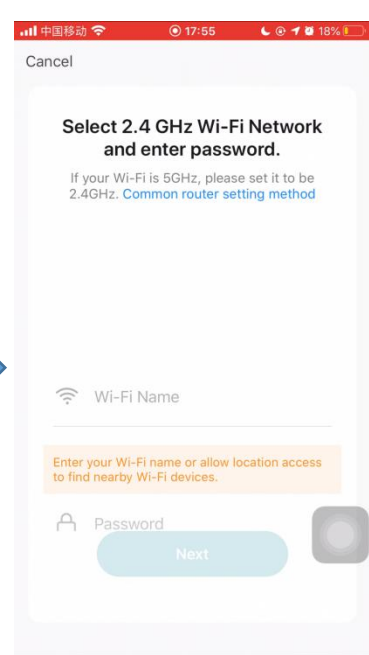 中国移动 17:55 18%
Cancel
Select 2.4 GHz Wi-Fi Network
and enter password.
If your Wi-Fi is 5GHz, please set it to be
2.4GHz. Common router setting method
Wi-Fi Name
Enter your Wi-Fi name or allow location access
to find nearby Wi-Fi devices.
Password
Next